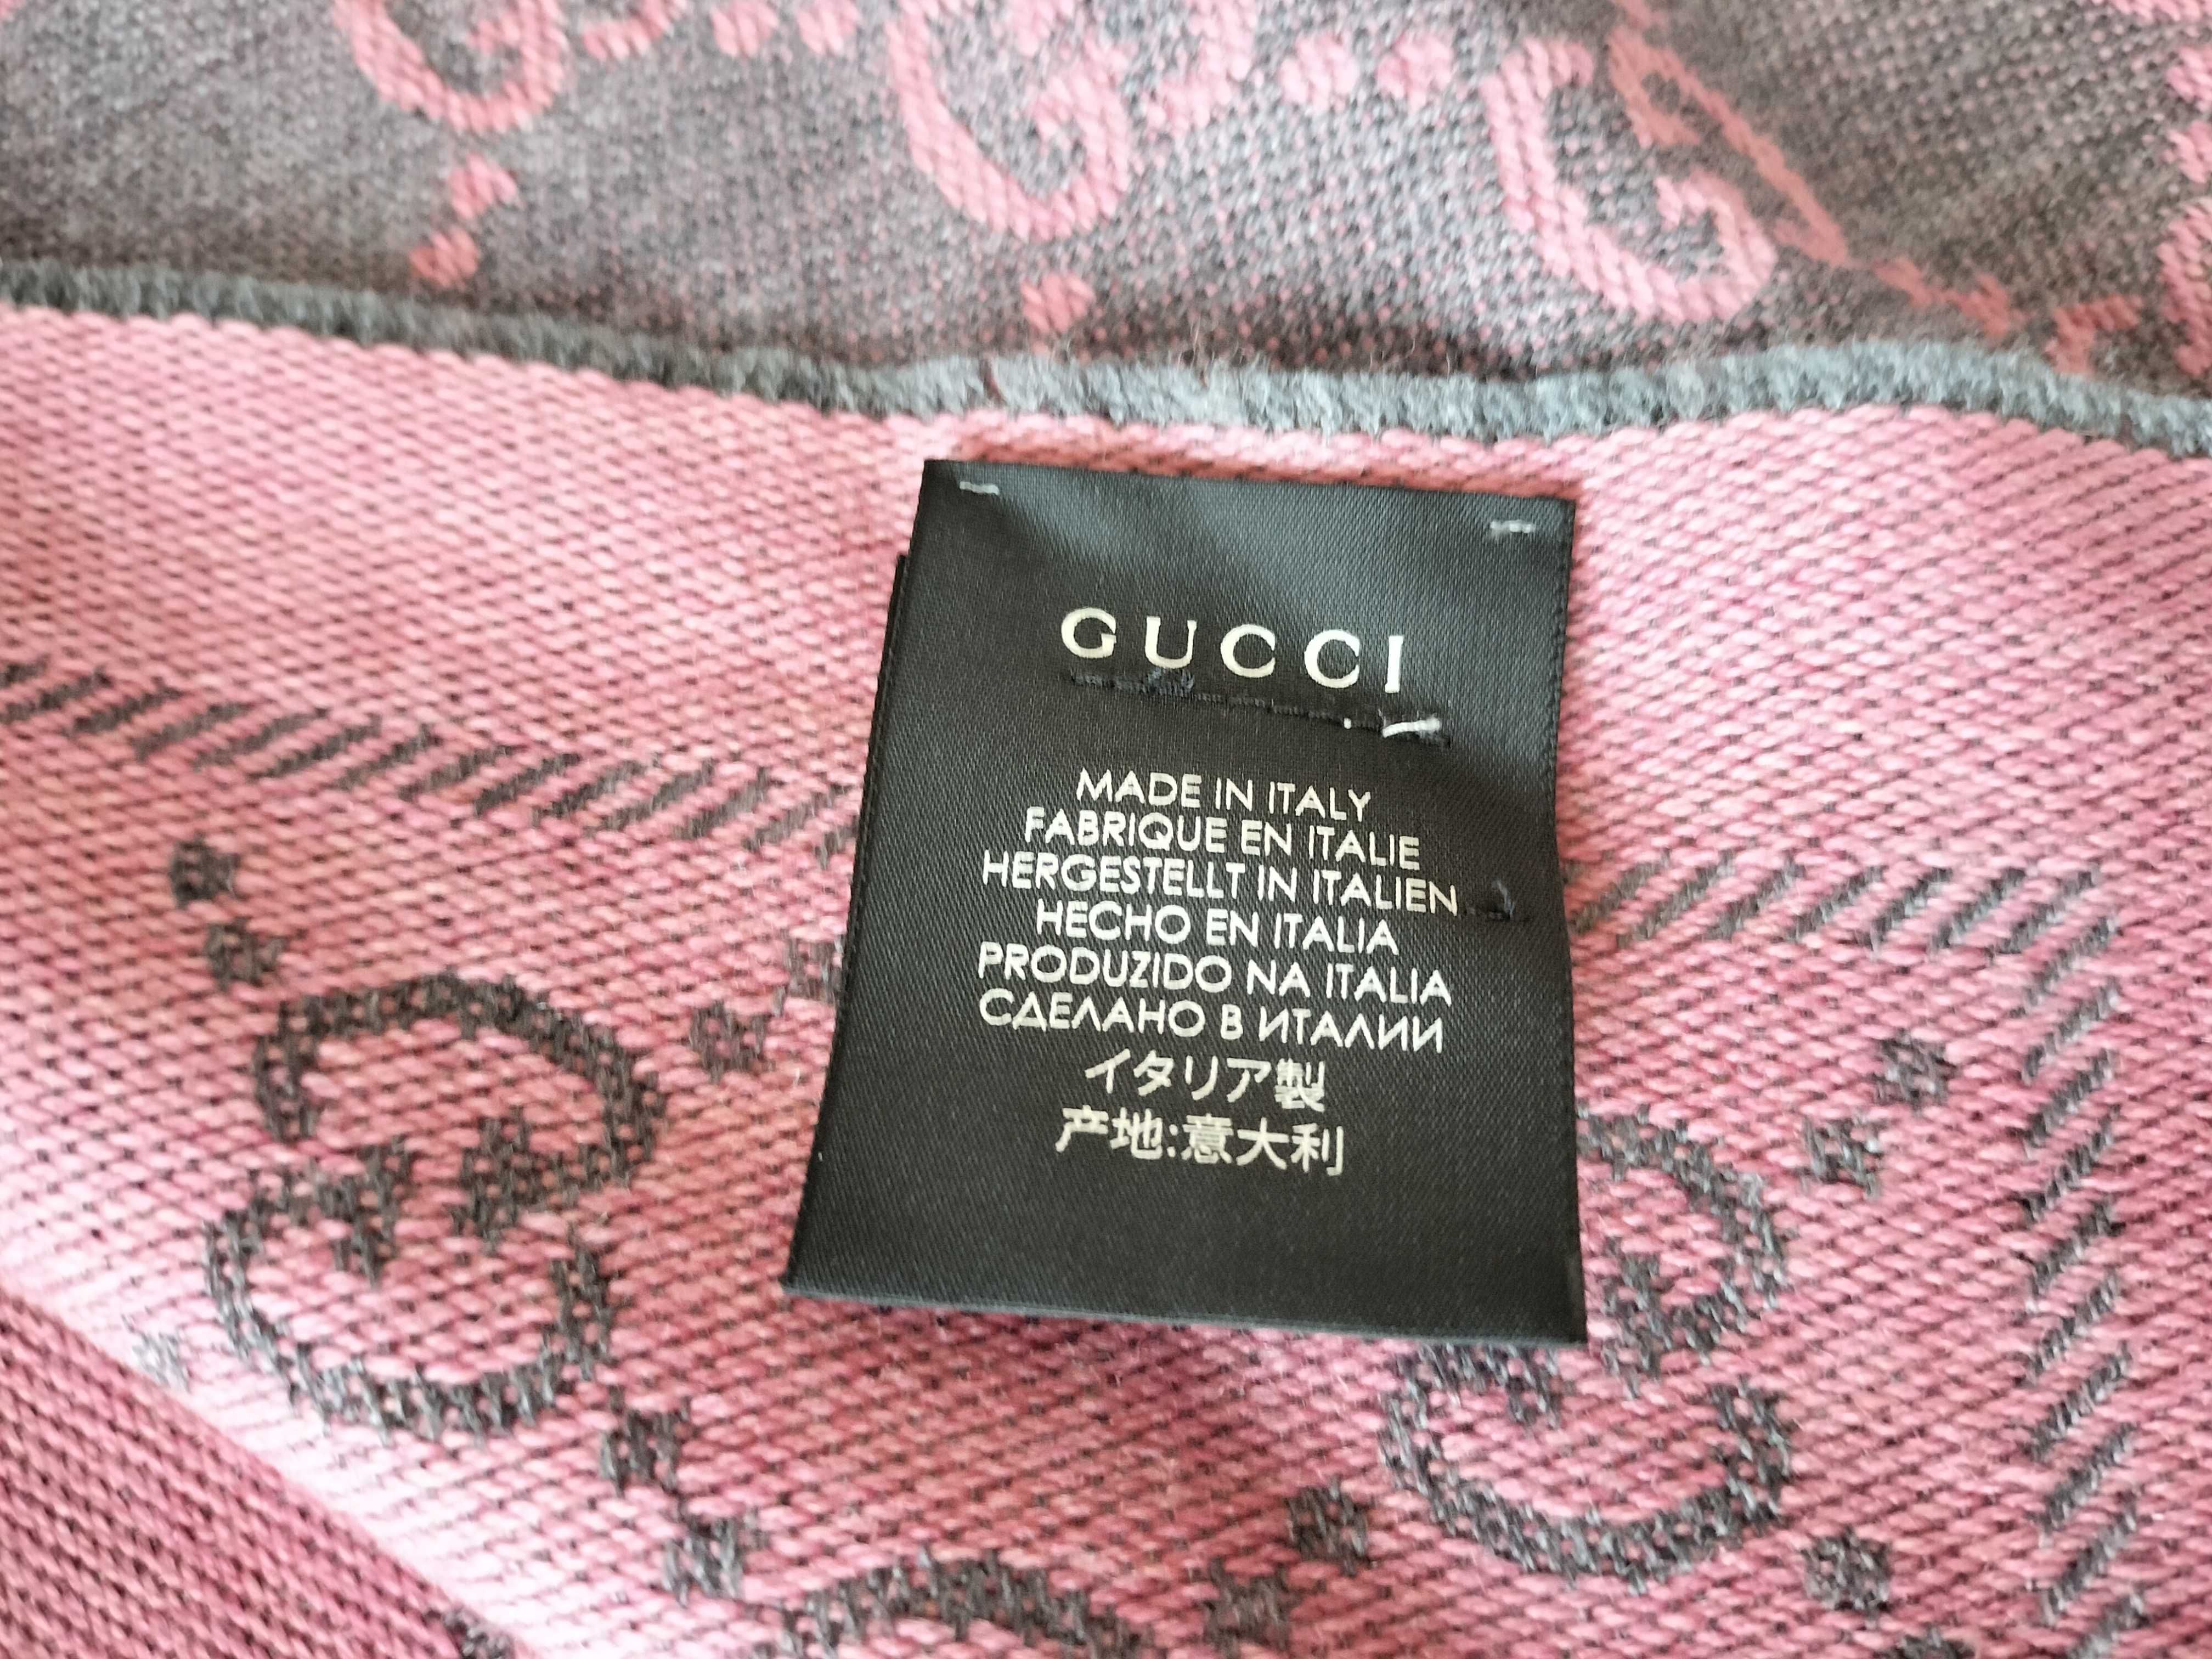 GUCCI
MADE IN ITALY
FABRIQUE EN ITALIE
HERGESTELLT IN ITALIEN
HECHO EN ITALIA
PRODUZIDO NA ITALIA
СДЕЛАНО В ИТАЛИИ
イタリア製
产地:意大利